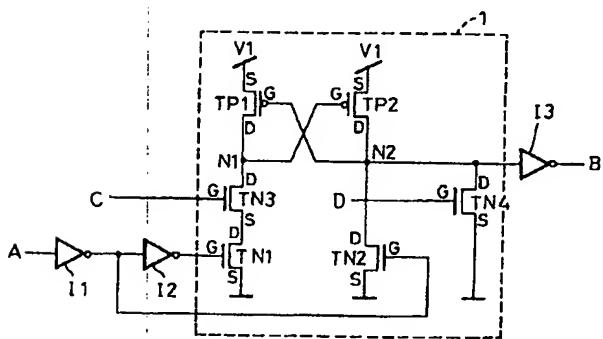 1
V1 V1
S S
TP1 G G TP2
D D
N1 N2 I3 B
D D
C G TN3 D G TN4
S S
D D
A I1 I2 G TN1 TN2 G
S S